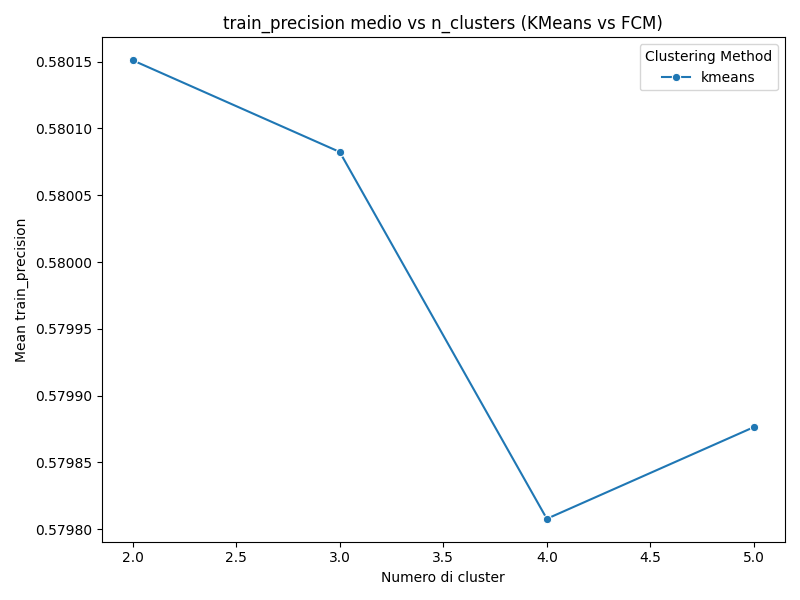 train_precision medio vs n_clusters (KMeans vs FCM)
Clustering Method
kmeans
Mean train_precision
0.58015
0.58010
0.58005
0.58000
0.57995
0.57990
0.57985
0.57980
2.0 2.5 3.0 3.5 4.0 4.5 5.0
Numero di cluster